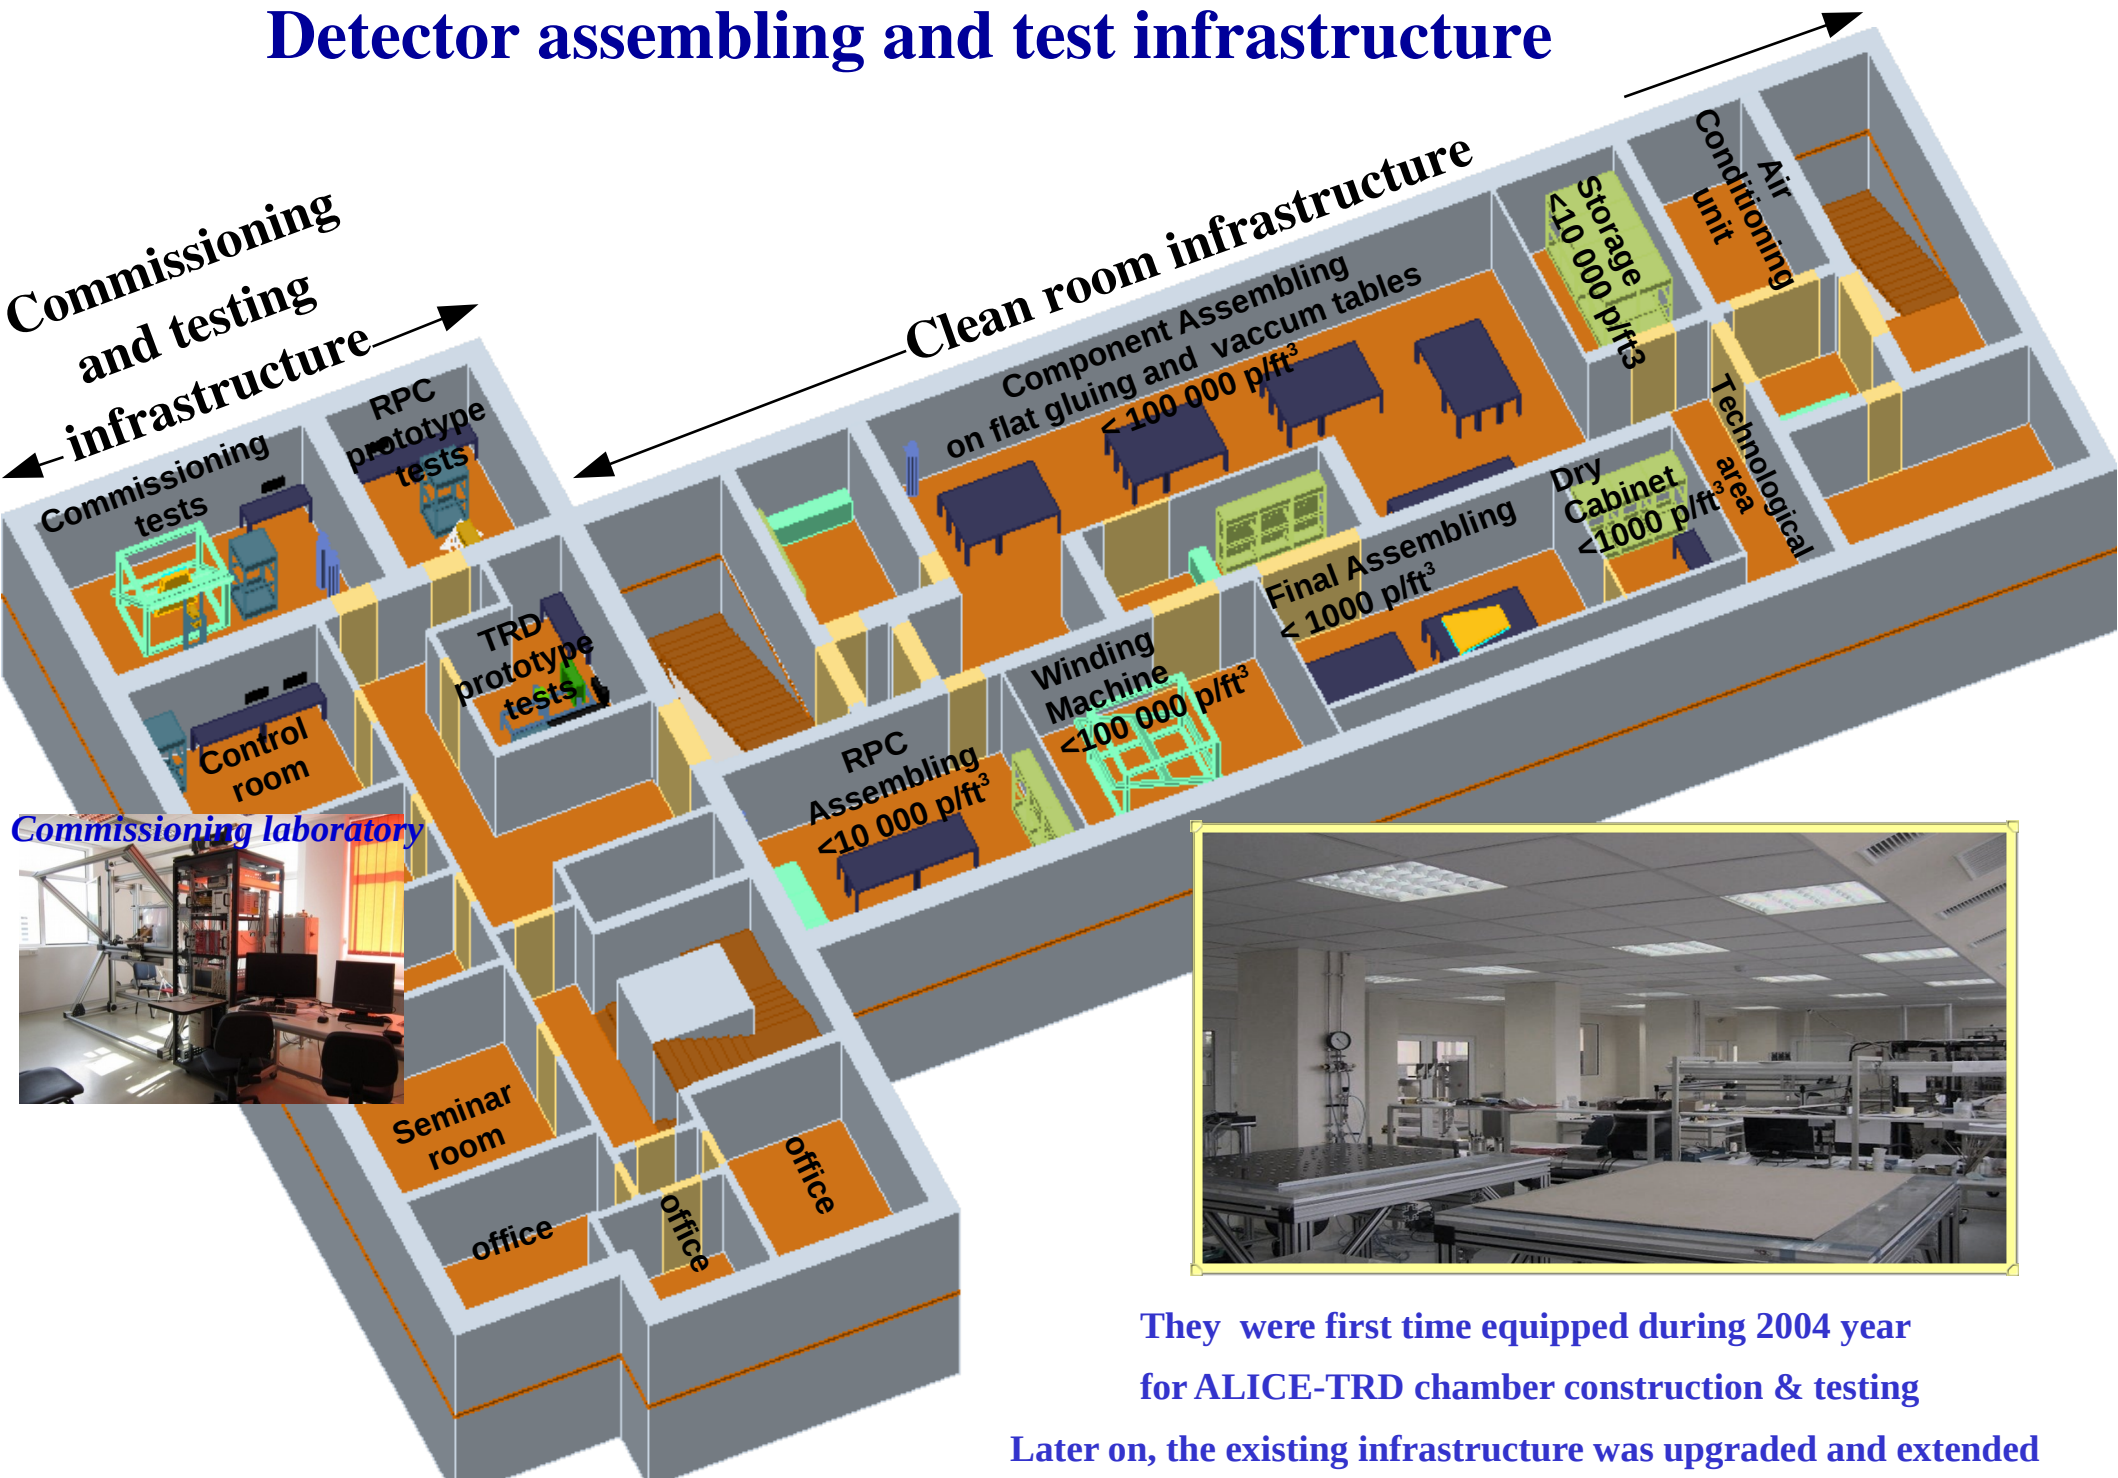 Detector assembling and test infrastructure
Commissioning
and testing
infrastructure
Clean room infrastructure
Commissioning
tests
RPC
prototype
tests
TRD
prototype
tests
Control
room
Component Assembling
on flat gluing and vaccum tables
< 100 000 p/ft³
Storage
<10 000 p/ft3
Air
Conditioning
unit
Technological
area
Dry
Cabinet
<1000 p/ft³
Final Assembling
< 1000 p/ft³
Winding
Machine
<100 000 p/ft³
RPC
Assembling
<10 000 p/ft³
Commissioning laboratory
Seminar
room
office
office
office
They were first time equipped during 2004 year
for ALICE-TRD chamber construction & testing
Later on, the existing infrastructure was upgraded and extended